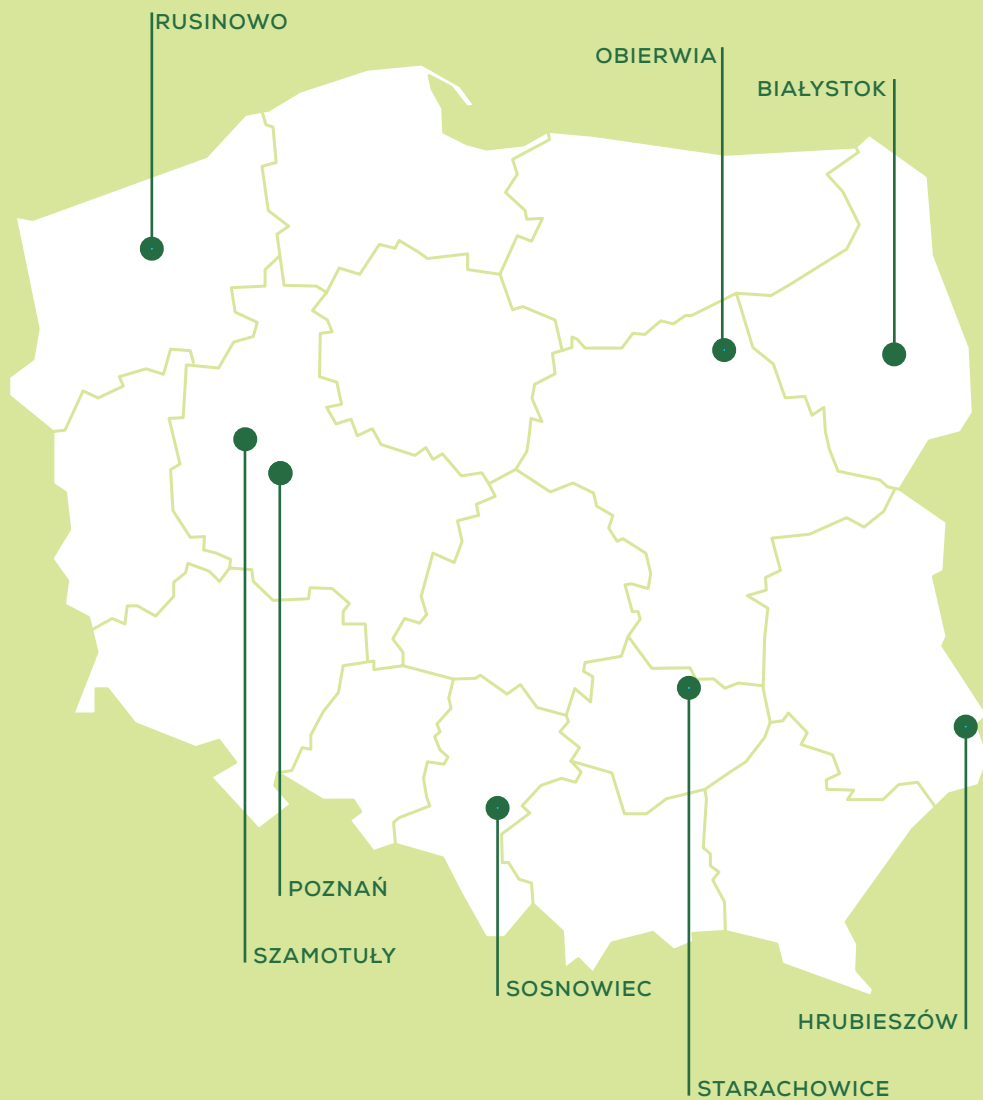 RUSINOWO
OBIERWIA
BIAŁYSTOK
POZNAŃ
SZAMOTUŁY
SOSNOWIEC
HRUBIESZÓW
STARACHOWICE